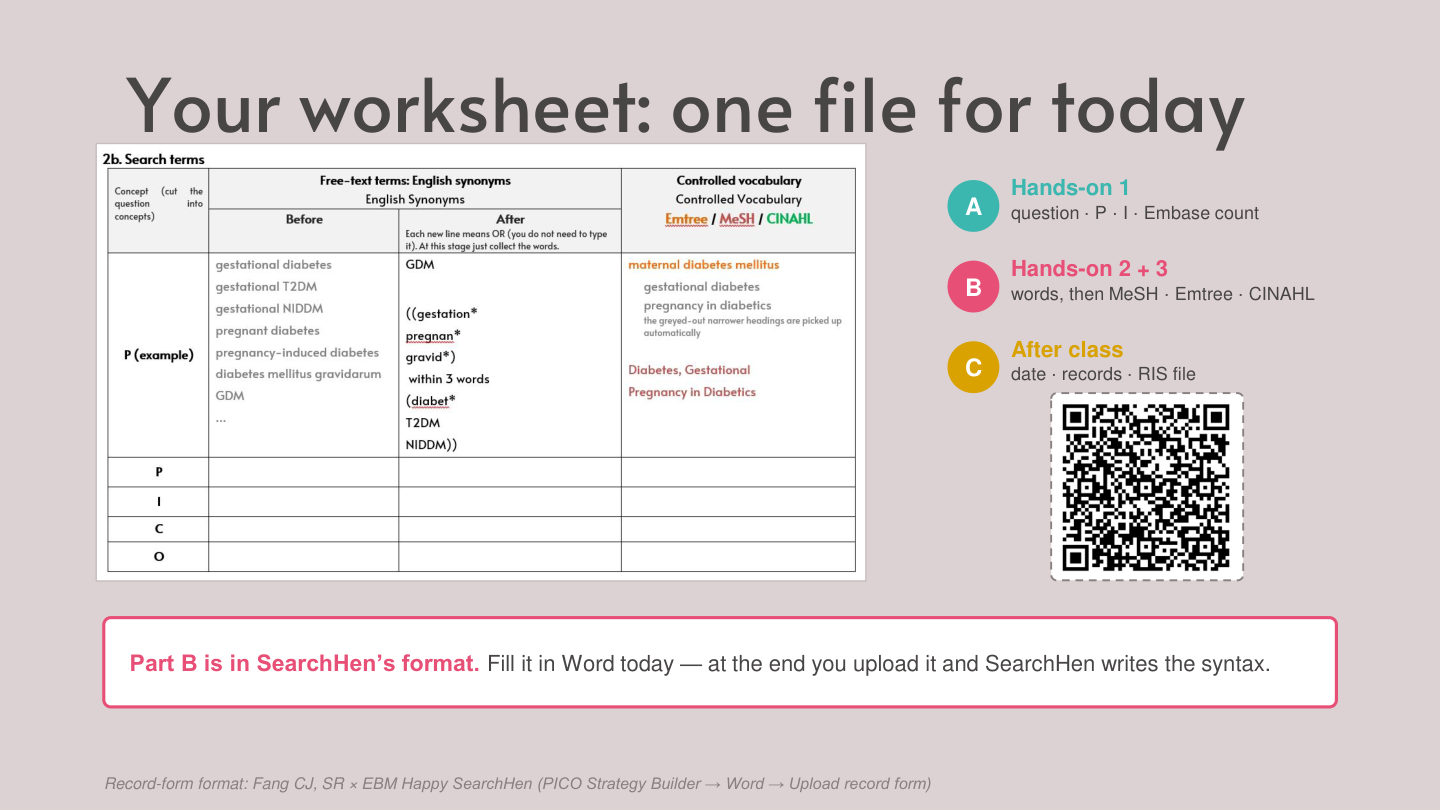 Your worksheet: one file for today
2b. Search terms
Concept (cut the
question into
concepts)
Free-text terms: English synonyms
English Synonyms
Controlled vocabulary
Controlled Vocabulary
Emtree / MeSH / CINAHL
Before
After
Each new line means OR (you do not need to type
it). At this stage just collect the words.
P (example)
gestational diabetes
gestational T2DM
gestational NIDDM
pregnant diabetes
pregnancy-induced diabetes
diabetes mellitus gravidarum
GDM
...
GDM
((gestation*
pregnan*
gravid*)
within 3 words
(diabet*
T2DM
NIDDM))
maternal diabetes mellitus
gestational diabetes
pregnancy in diabetics
the greyed-out narrower headings are picked up
automatically
Diabetes, Gestational
Pregnancy in Diabetics
P
I
C
O
A
Hands-on 1
question · P · I · Embase count
B
Hands-on 2 + 3
words, then MeSH · Emtree · CINAHL
C
After class
date · records · RIS file
Part B is in SearchHen’s format. Fill it in Word today — at the end you upload it and SearchHen writes the syntax.
Record-form format: Fang CJ, SR × EBM Happy SearchHen (PICO Strategy Builder → Word → Upload record form)